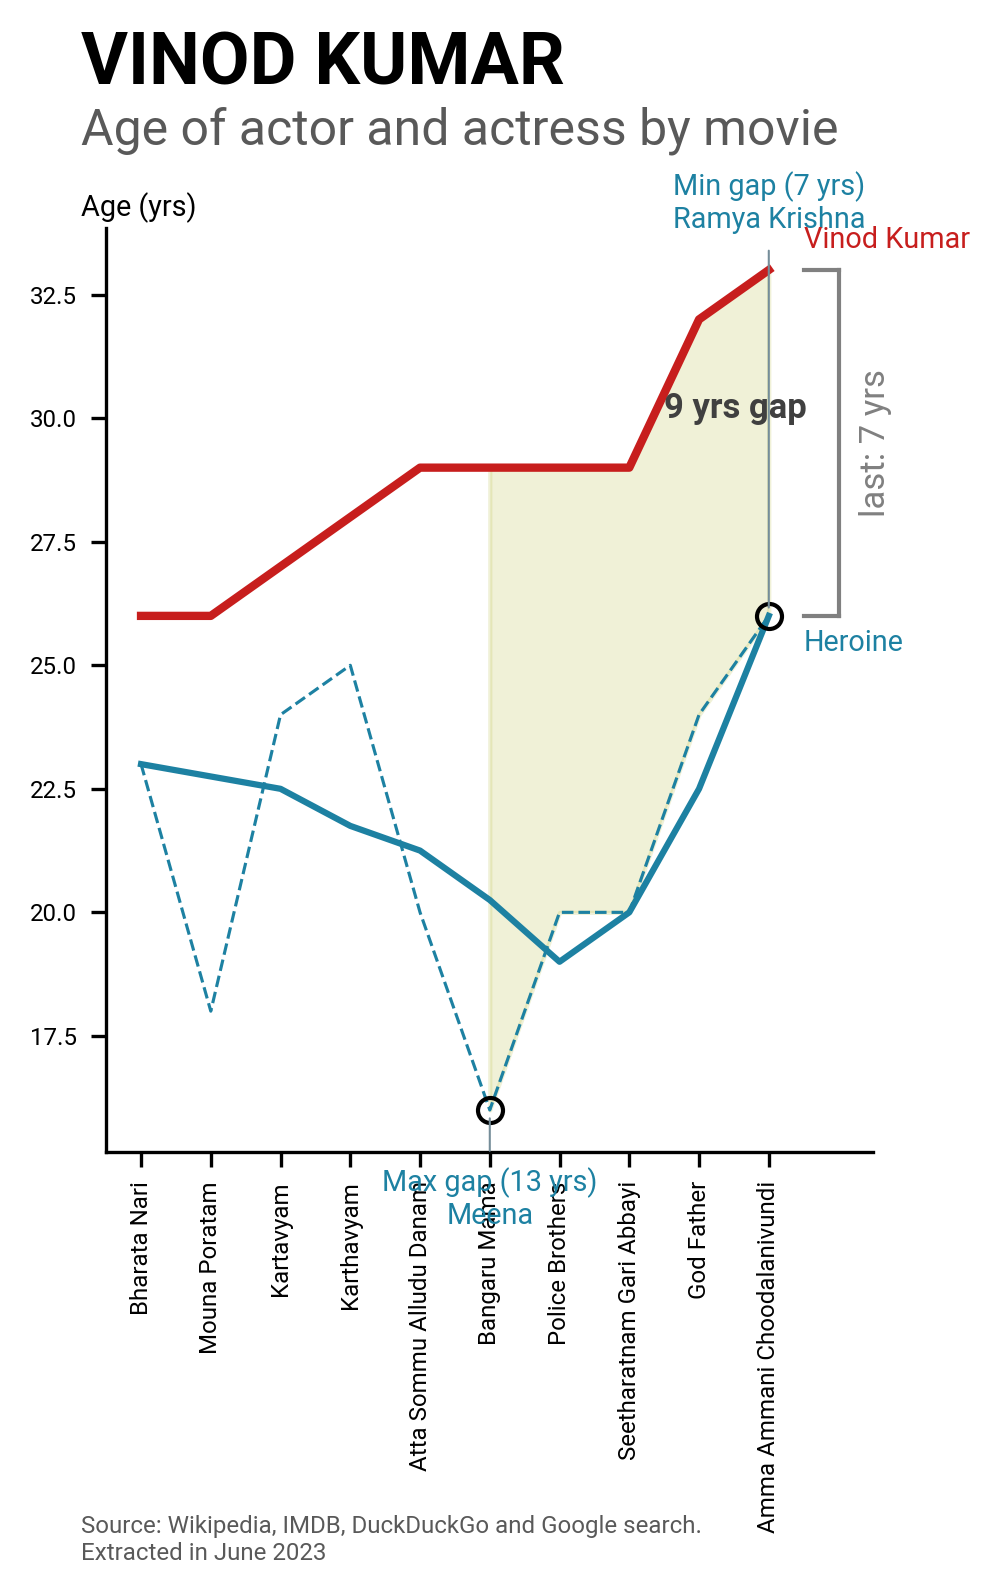 VINOD KUMAR
Age of actor and actress by movie
Min gap (7 yrs)
Ramya Krishna
Age (yrs)
Vinod Kumar
32.5
30.0
27.5
25.0
22.5
20.0
17.5
9 yrs gap
last: 7 yrs
Heroine
Max gap (13 yrs)
Meena
Bharata Nari
Mouna Poratam
Kartavyam
Karthavyam
Atta Sommu Alludu Danam
Bangaru Mama
Police Brothers
Seetharatnam Gari Abbayi
God Father
Amma Ammani Choodalanivundi
Source: Wikipedia, IMDB, DuckDuckGo and Google search.
Extracted in June 2023